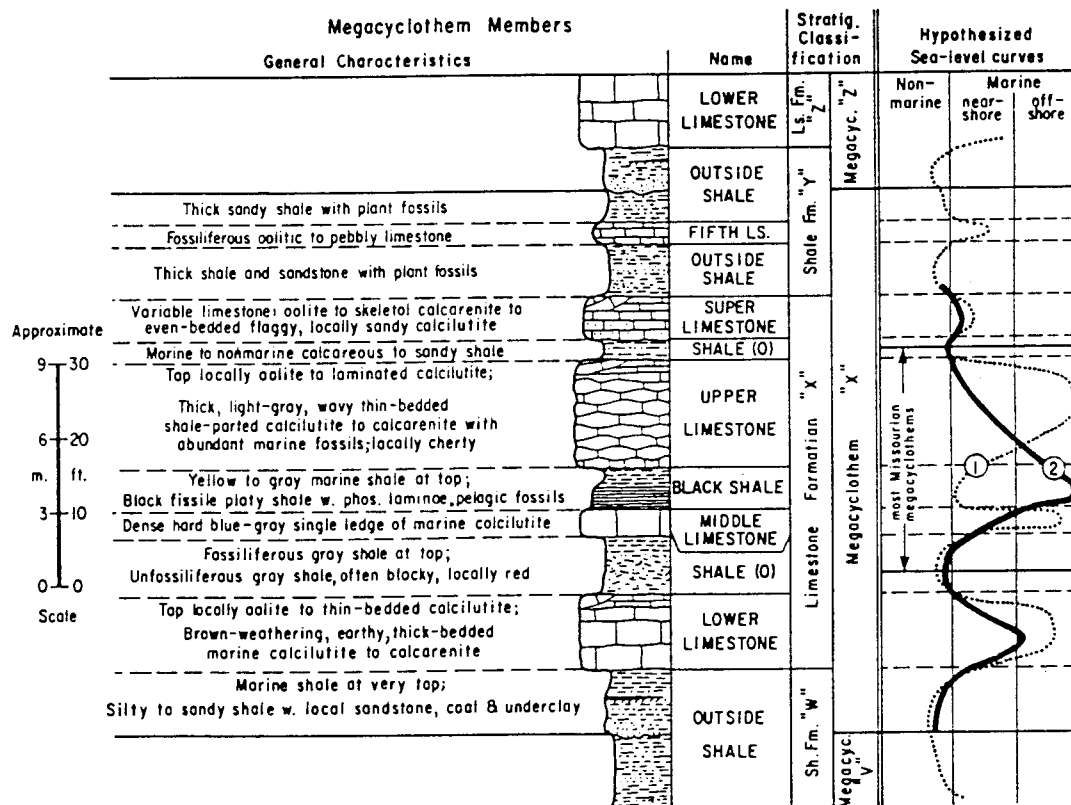 Megacyclothem Members
General Characteristics
Name
Stratig.
Classi-
fication
Hypothesized
Sea-level curves
Non-
marine
Marine
near-
shore
off-
shore
LOWER
LIMESTONE
Ls. Fm.
"Z"
Megacyc. "Z"
OUTSIDE
SHALE
Thick sandy shale with plant fossils
Fossiliferous oolitic to pebbly limestone
FIFTH LS.
Shale Fm. "Y"
Thick shale and sandstone with plant fossils
OUTSIDE
SHALE
Variable limestone: oolite to skeletal calcarenite to
even-bedded flaggy, locally sandy calcilutite
SUPER
LIMESTONE
Marine to nonmarine calcareous to sandy shale
SHALE (O)
Top locally oolite to laminated calcilutite;
Thick, light-gray, wavy thin-bedded
shale-parted calcilutite to calcarenite with
abundant marine fossils; locally cherty
UPPER
LIMESTONE
Yellow to gray marine shale at top;
Black fissile platy shale w. phos. laminae, pelagic fossils
BLACK SHALE
Dense hard blue-gray single ledge of marine calcilutite
MIDDLE
LIMESTONE
Fossiliferous gray shale at top;
Unfossiliferous gray shale, often blocky, locally red
SHALE (O)
Top locally oolite to thin-bedded calcilutite;
Brown-weathering, earthy, thick-bedded
marine calcilutite to calcarenite
LOWER
LIMESTONE
Limestone Formation "X"
Megacyclothem "X"
Marine shale at very top;
Silty to sandy shale w. local sandstone, coal & underclay
OUTSIDE
SHALE
Sh. Fm. "W"
Megacyc.
"V"
most Missourian
megacyclothems
1
2
Approximate
9 30
6 20
m. ft.
3 10
0 0
Scale